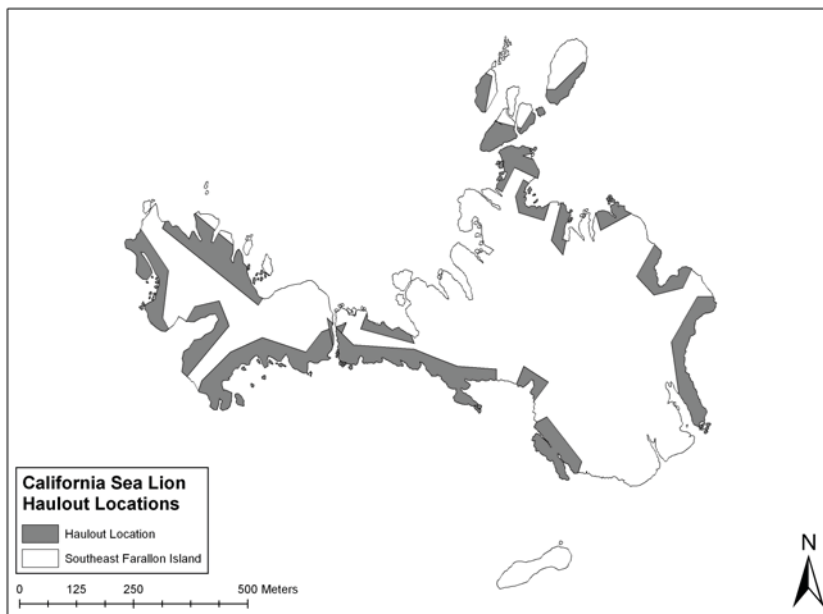 N
California Sea Lion
Haulout Locations
Haulout Location
Southeast Farallon Island
0 125 250 500 Meters